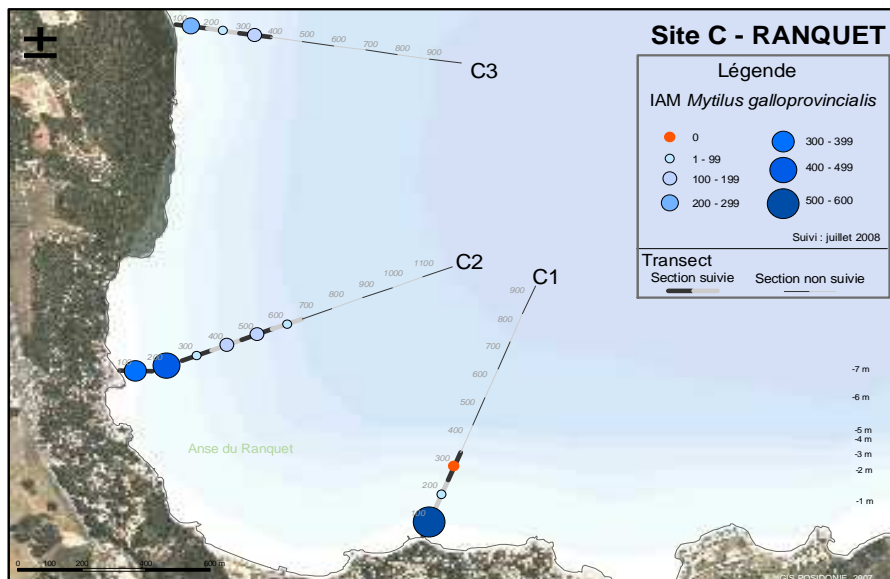 Site C - RANQUET
Légende
IAM Mytilus galloprovincialis
0
1 - 99
100 - 199
200 - 299
300 - 399
400 - 499
500 - 600
Suivi : juillet 2008
Transect
Section suivie
Section non suivie
100 200 300 400 500 600 700 800 900
C3
C2
100 200 300 400 500 600 700 800 900 1000 1100
C1
900
800
700
600
500
400
300
200
100
-7 m
-6 m
-5 m
-4 m
-3 m
-2 m
-1 m
Anse du Ranquet
0 200 400 600 m
GIS POSIDONIE, 2007